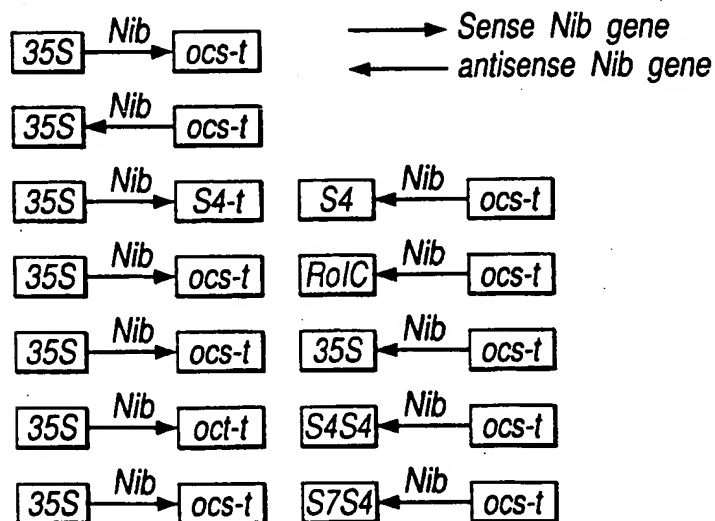 35S Nib ocs-t → Sense Nib gene
← antisense Nib gene
35S Nib ocs-t
35S Nib S4-t S4 Nib ocs-t
35S Nib ocs-t RolC Nib ocs-t
35S Nib ocs-t 35S Nib ocs-t
35S Nib oct-t S4S4 Nib ocs-t
35S Nib ocs-t S7S4 Nib ocs-t